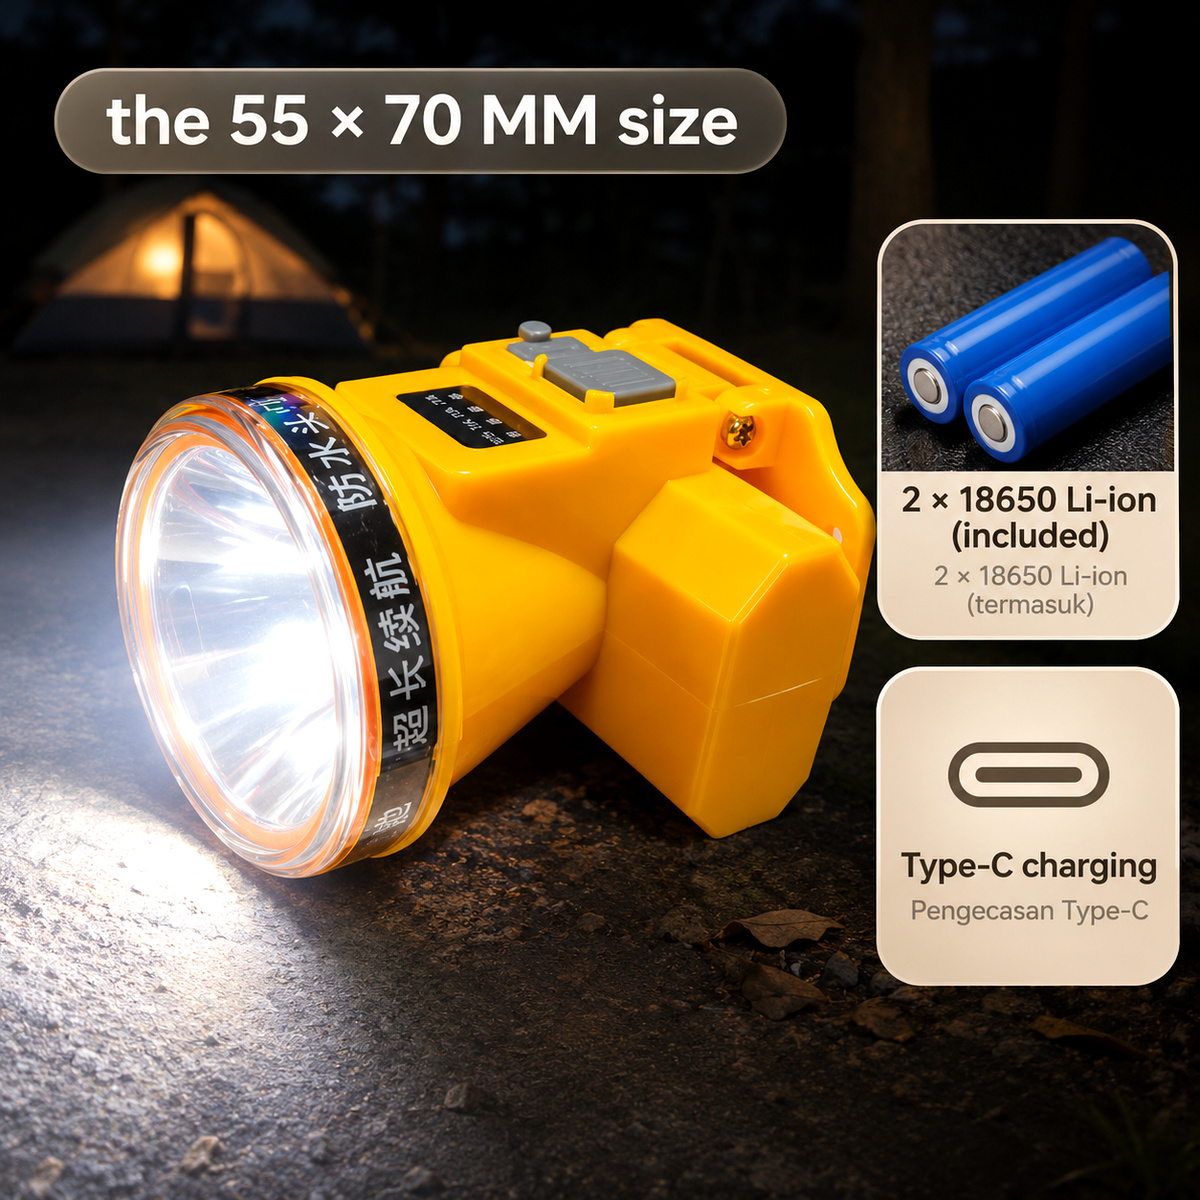 the 55 × 70 MM size
防水头
超长续航
2 × 18650 Li-ion
(included)
2 × 18650 Li-ion
(termasuk)
Type-C charging
Pengecasan Type-C